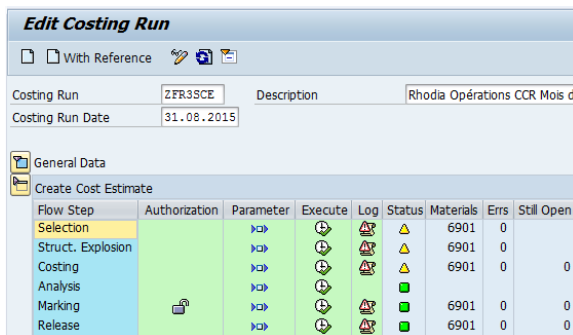 Edit Costing Run
With Reference
Costing Run ZFR3SCE Description Rhodia Opérations CCR Mois d
Costing Run Date 31.08.2015
General Data
Create Cost Estimate
Flow Step Authorization Parameter Execute Log Status Materials Errs Still Open
Selection 6901 0
Struct. Explosion 6901 0
Costing 6901 0 0
Analysis
Marking 6901 0 0
Release 6901 0 0